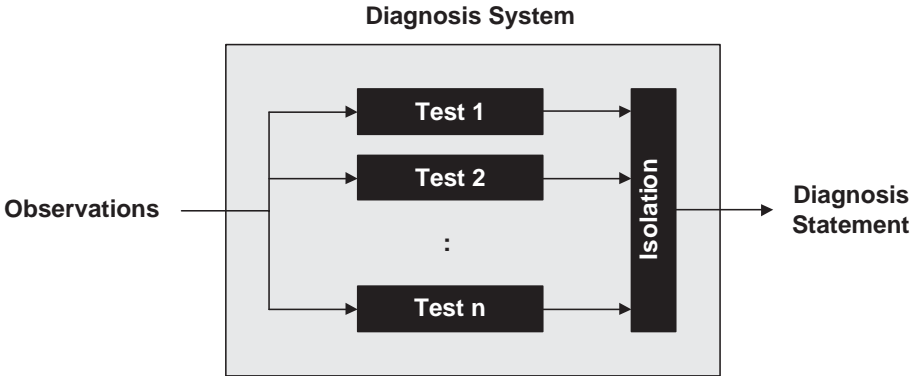 Diagnosis System
Test 1
Test 2
Observations
Isolation
Diagnosis
Statement
:
Test n